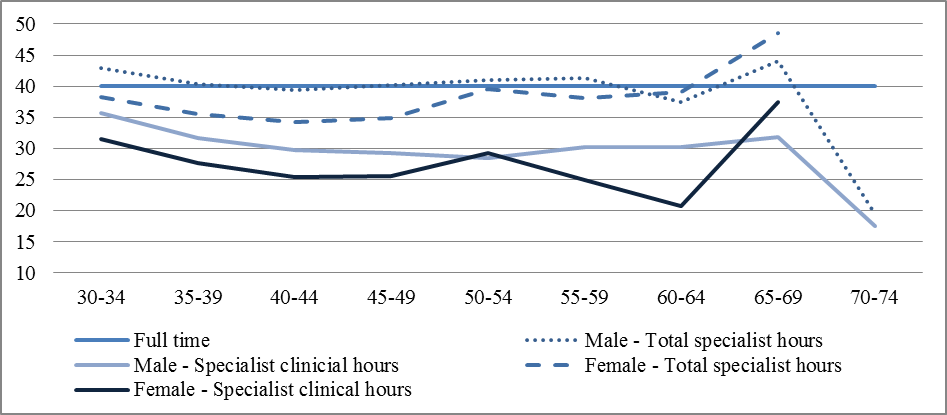 50
45
40
35
30
25
20
15
10
30-34 35-39 40-44 45-49 50-54 55-59 60-64 65-69 70-74
Full time Male - Total specialist hours
Male - Specialist clinicial hours Female - Total specialist hours
Female - Specialist clinical hours